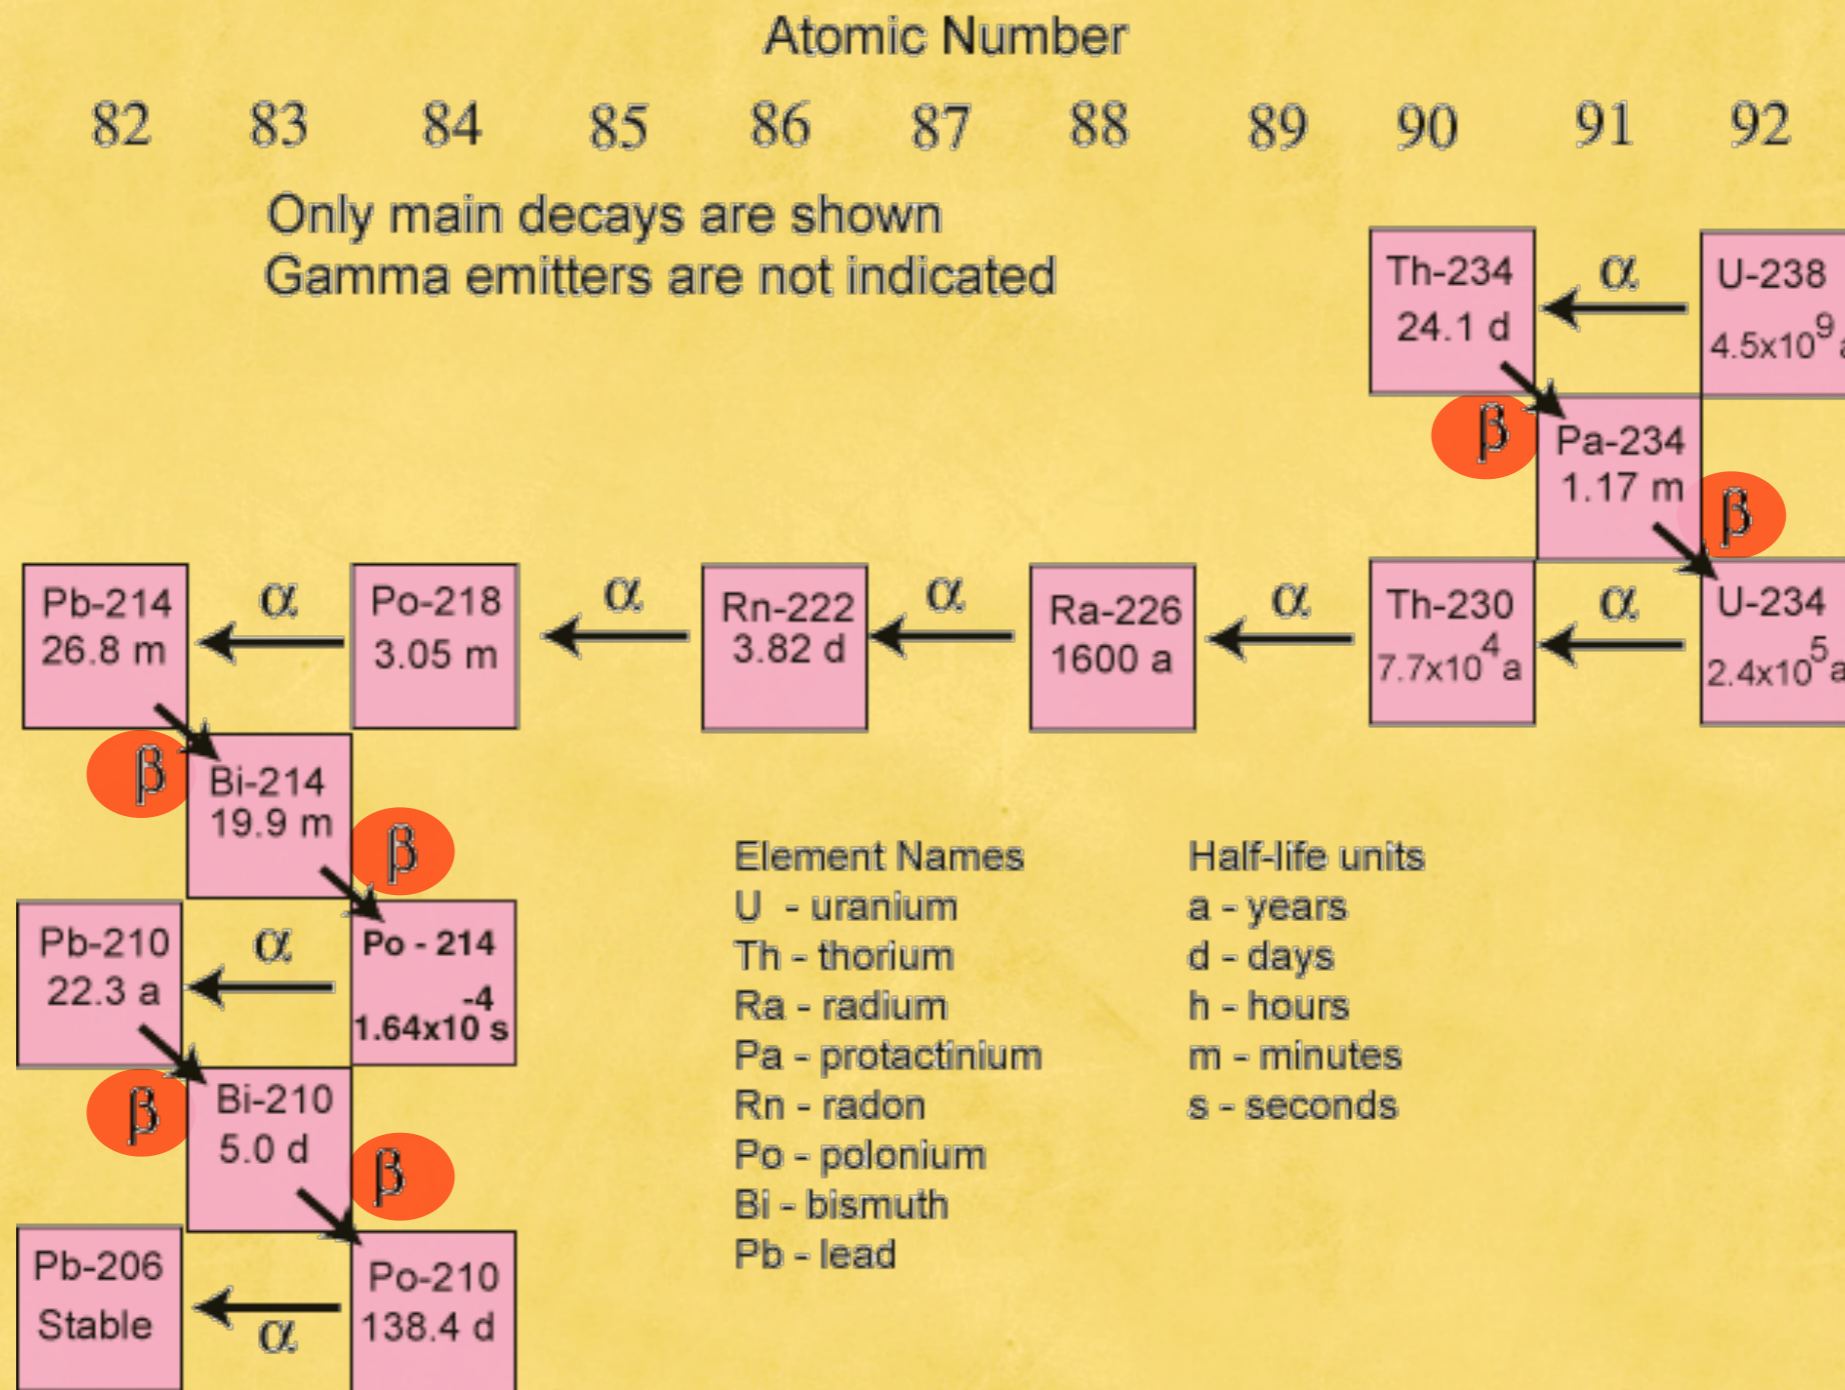 Atomic Number
82 83 84 85 86 87 88 89 90 91 92
Only main decays are shown
Gamma emitters are not indicated
Th-234
24.1 d
α
U-238
4.5x10⁹
β
Pa-234
1.17 m
β
Pb-214
26.8 m
α
Po-218
3.05 m
α
Rn-222
3.82 d
α
Ra-226
1600 a
α
Th-230
7.7x10⁴a
α
U-234
2.4x10⁵a
β
Bi-214
19.9 m
β
Pb-210
22.3 a
α
Po - 214
-4
1.64x10 s
β
Bi-210
5.0 d
β
Pb-206
Stable
α
Po-210
138.4 d
Element Names
U - uranium
Th - thorium
Ra - radium
Pa - protactinium
Rn - radon
Po - polonium
Bi - bismuth
Pb - lead
Half-life units
a - years
d - days
h - hours
m - minutes
s - seconds